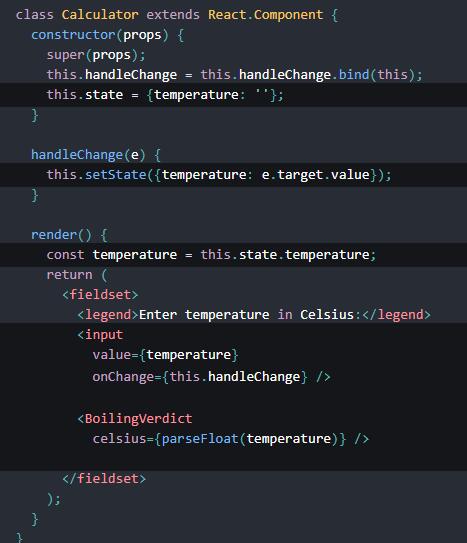 class Calculator extends React.Component {
constructor(props) {
super(props);
this.handleChange = this.handleChange.bind(this);
this.state = {temperature: ''};
}
handleChange(e) {
this.setState({temperature: e.target.value});
}
render() {
const temperature = this.state.temperature;
return (
<fieldset>
<legend>Enter temperature in Celsius:</legend>
<input
value={temperature}
onChange={this.handleChange} />
<BoilingVerdict
celsius={parseFloat(temperature)} />
</fieldset>
);
}
}